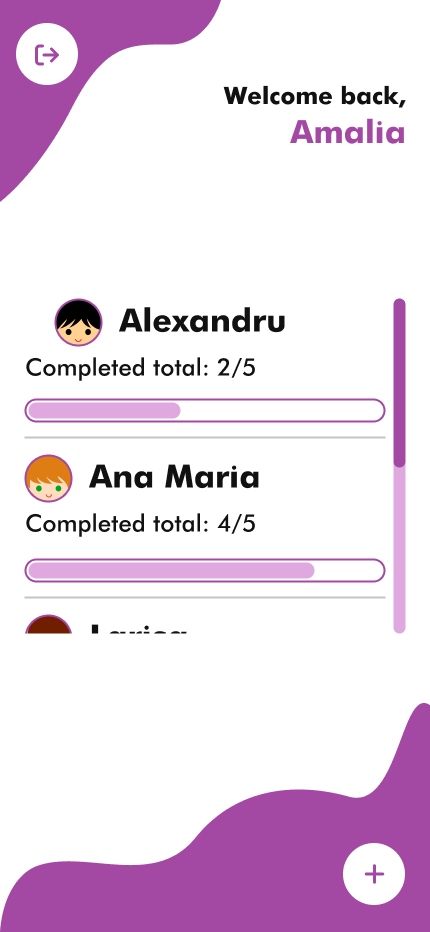 Welcome back,
Amalia
Alexandru
Completed total: 2/5
Ana Maria
Completed total: 4/5